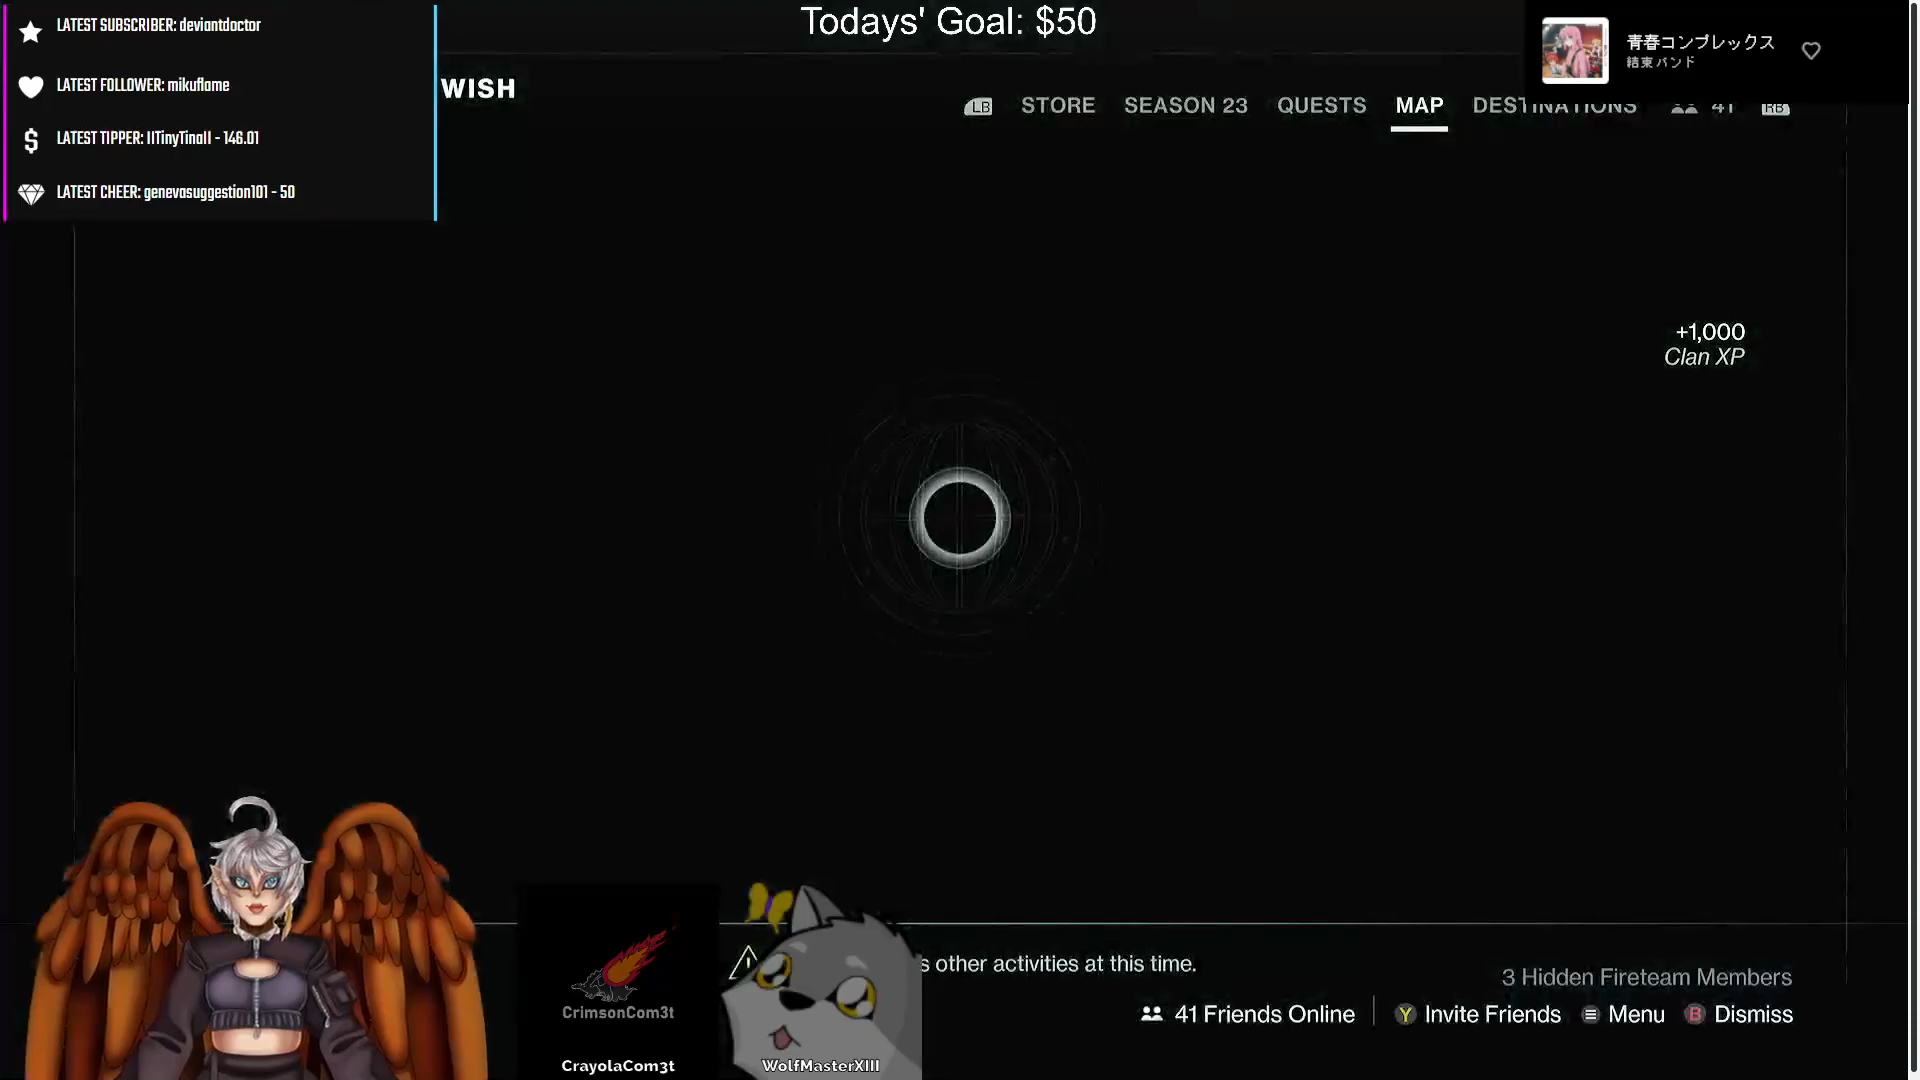 LATEST SUBSCRIBER: deviantdoctor
LATEST FOLLOWER: mikuflame
LATEST TIPPER: IITinyTinaII - 146.01
LATEST CHEER: genevasuggestion101 - 50
Todays' Goal: $50
青春コンプレックス
結束バンド
WISH
LB
STORE
SEASON 23
QUESTS
MAP
DESTINATIONS
41
RB
+1,000
Clan XP
s other activities at this time.
3 Hidden Fireteam Members
41 Friends Online
Y Invite Friends
Menu
B Dismiss
CrimsonCom3t
CrayolaCom3t
WolfMasterXIII